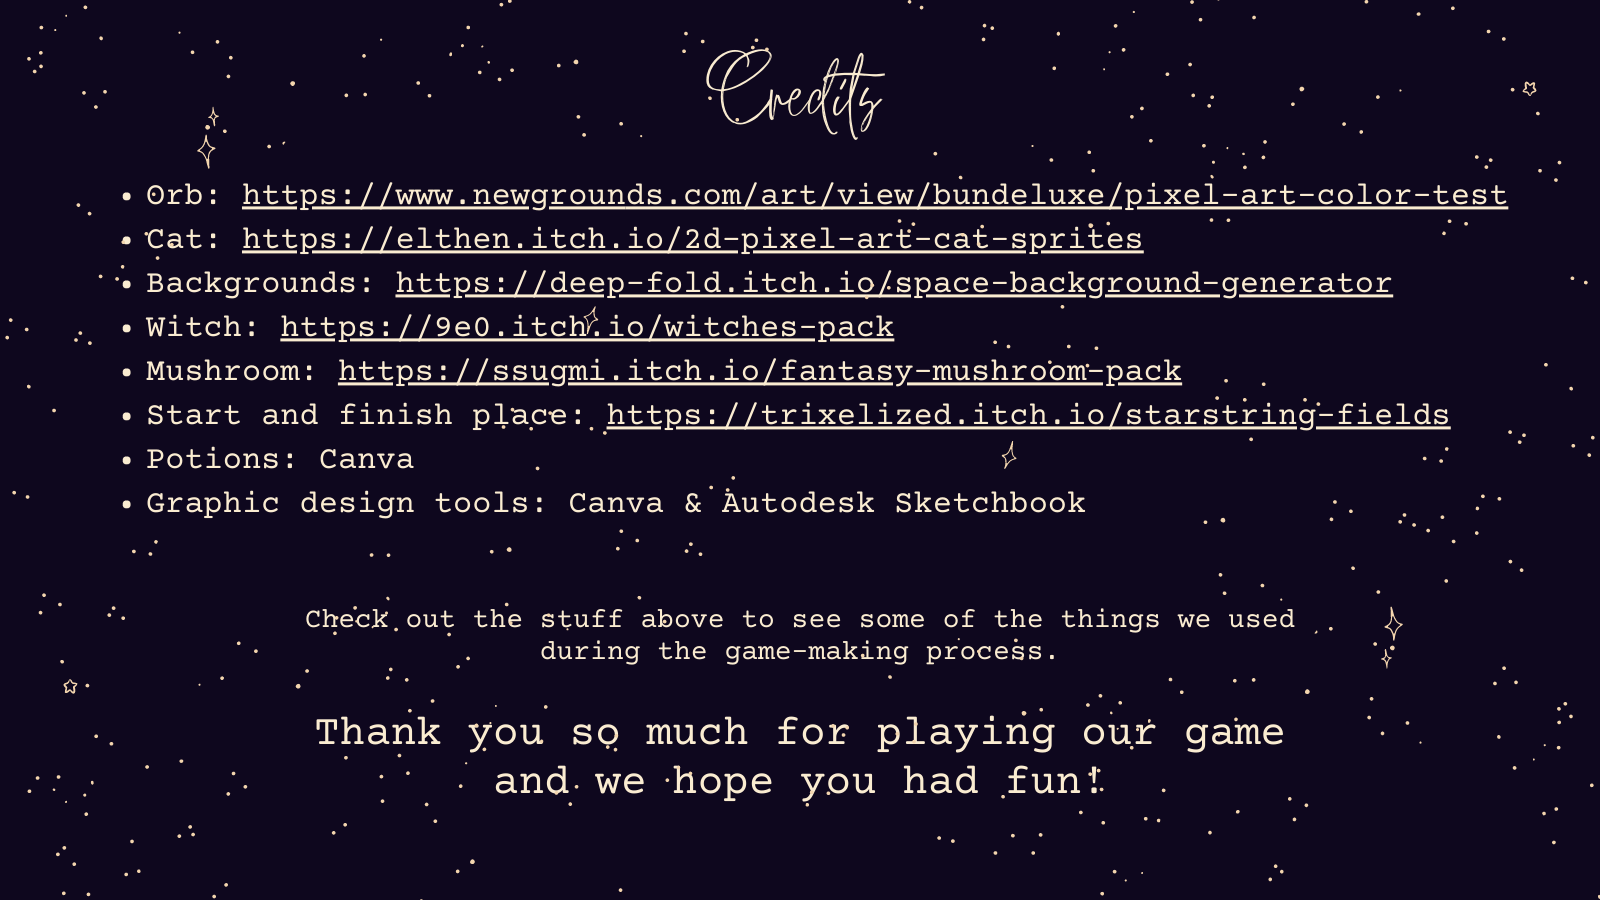 Credits
• Orb: https://www.newgrounds.com/art/view/bundeluxe/pixel-art-color-test
• Cat: https://elthen.itch.io/2d-pixel-art-cat-sprites
• Backgrounds: https://deep-fold.itch.io/space-background-generator
• Witch: https://9e0.itch.io/witches-pack
• Mushroom: https://ssugmi.itch.io/fantasy-mushroom-pack
• Start and finish place: https://trixelized.itch.io/starstring-fields
• Potions: Canva
• Graphic design tools: Canva & Autodesk Sketchbook
Check out the stuff above to see some of the things we used
during the game-making process.
Thank you so much for playing our game
and we hope you had fun!